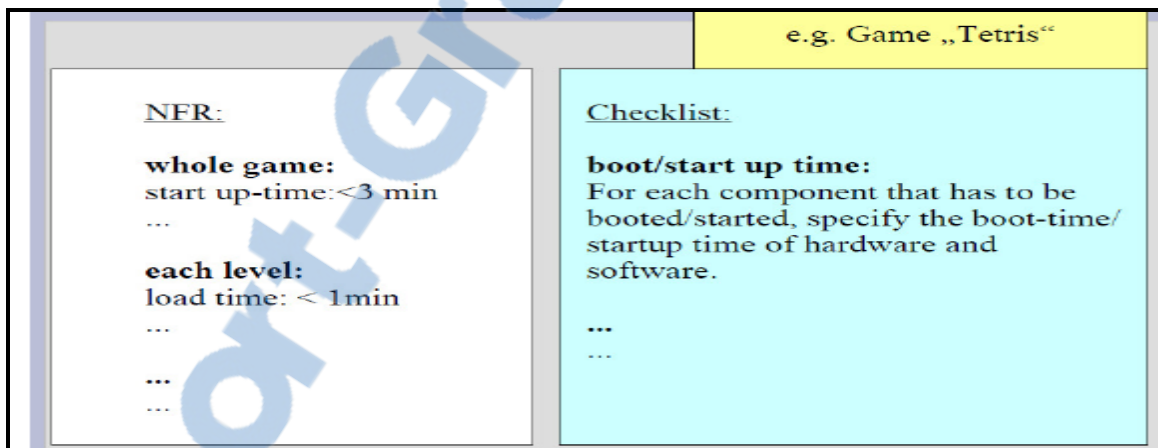 e.g. Game „Tetris“
NFR:
whole game:
start up-time:<3 min
...
each level:
load time: < 1min
...
...
...
Checklist:
boot/start up time:
For each component that has to be
booted/started, specify the boot-time/
startup time of hardware and
software.
...
...